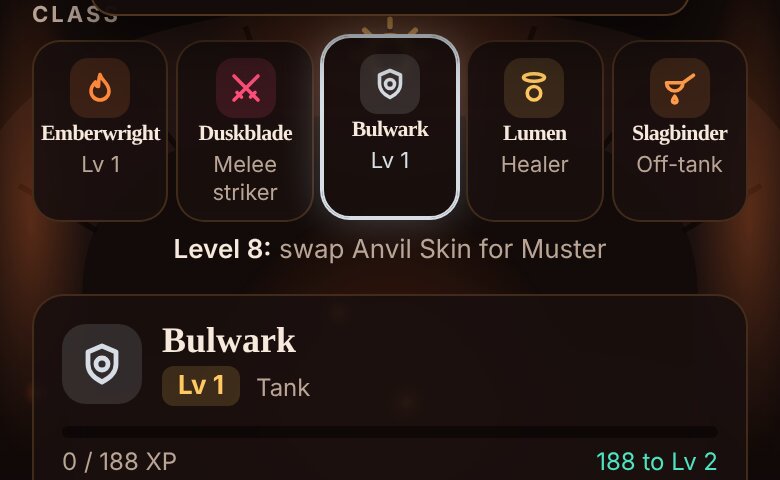 CLASS
Emberwright
Lv 1
Duskblade
Melee
striker
Bulwark
Lv 1
Lumen
Healer
Slagbinder
Off-tank
Level 8: swap Anvil Skin for Muster
Bulwark
Lv 1 Tank
0 / 188 XP 188 to Lv 2